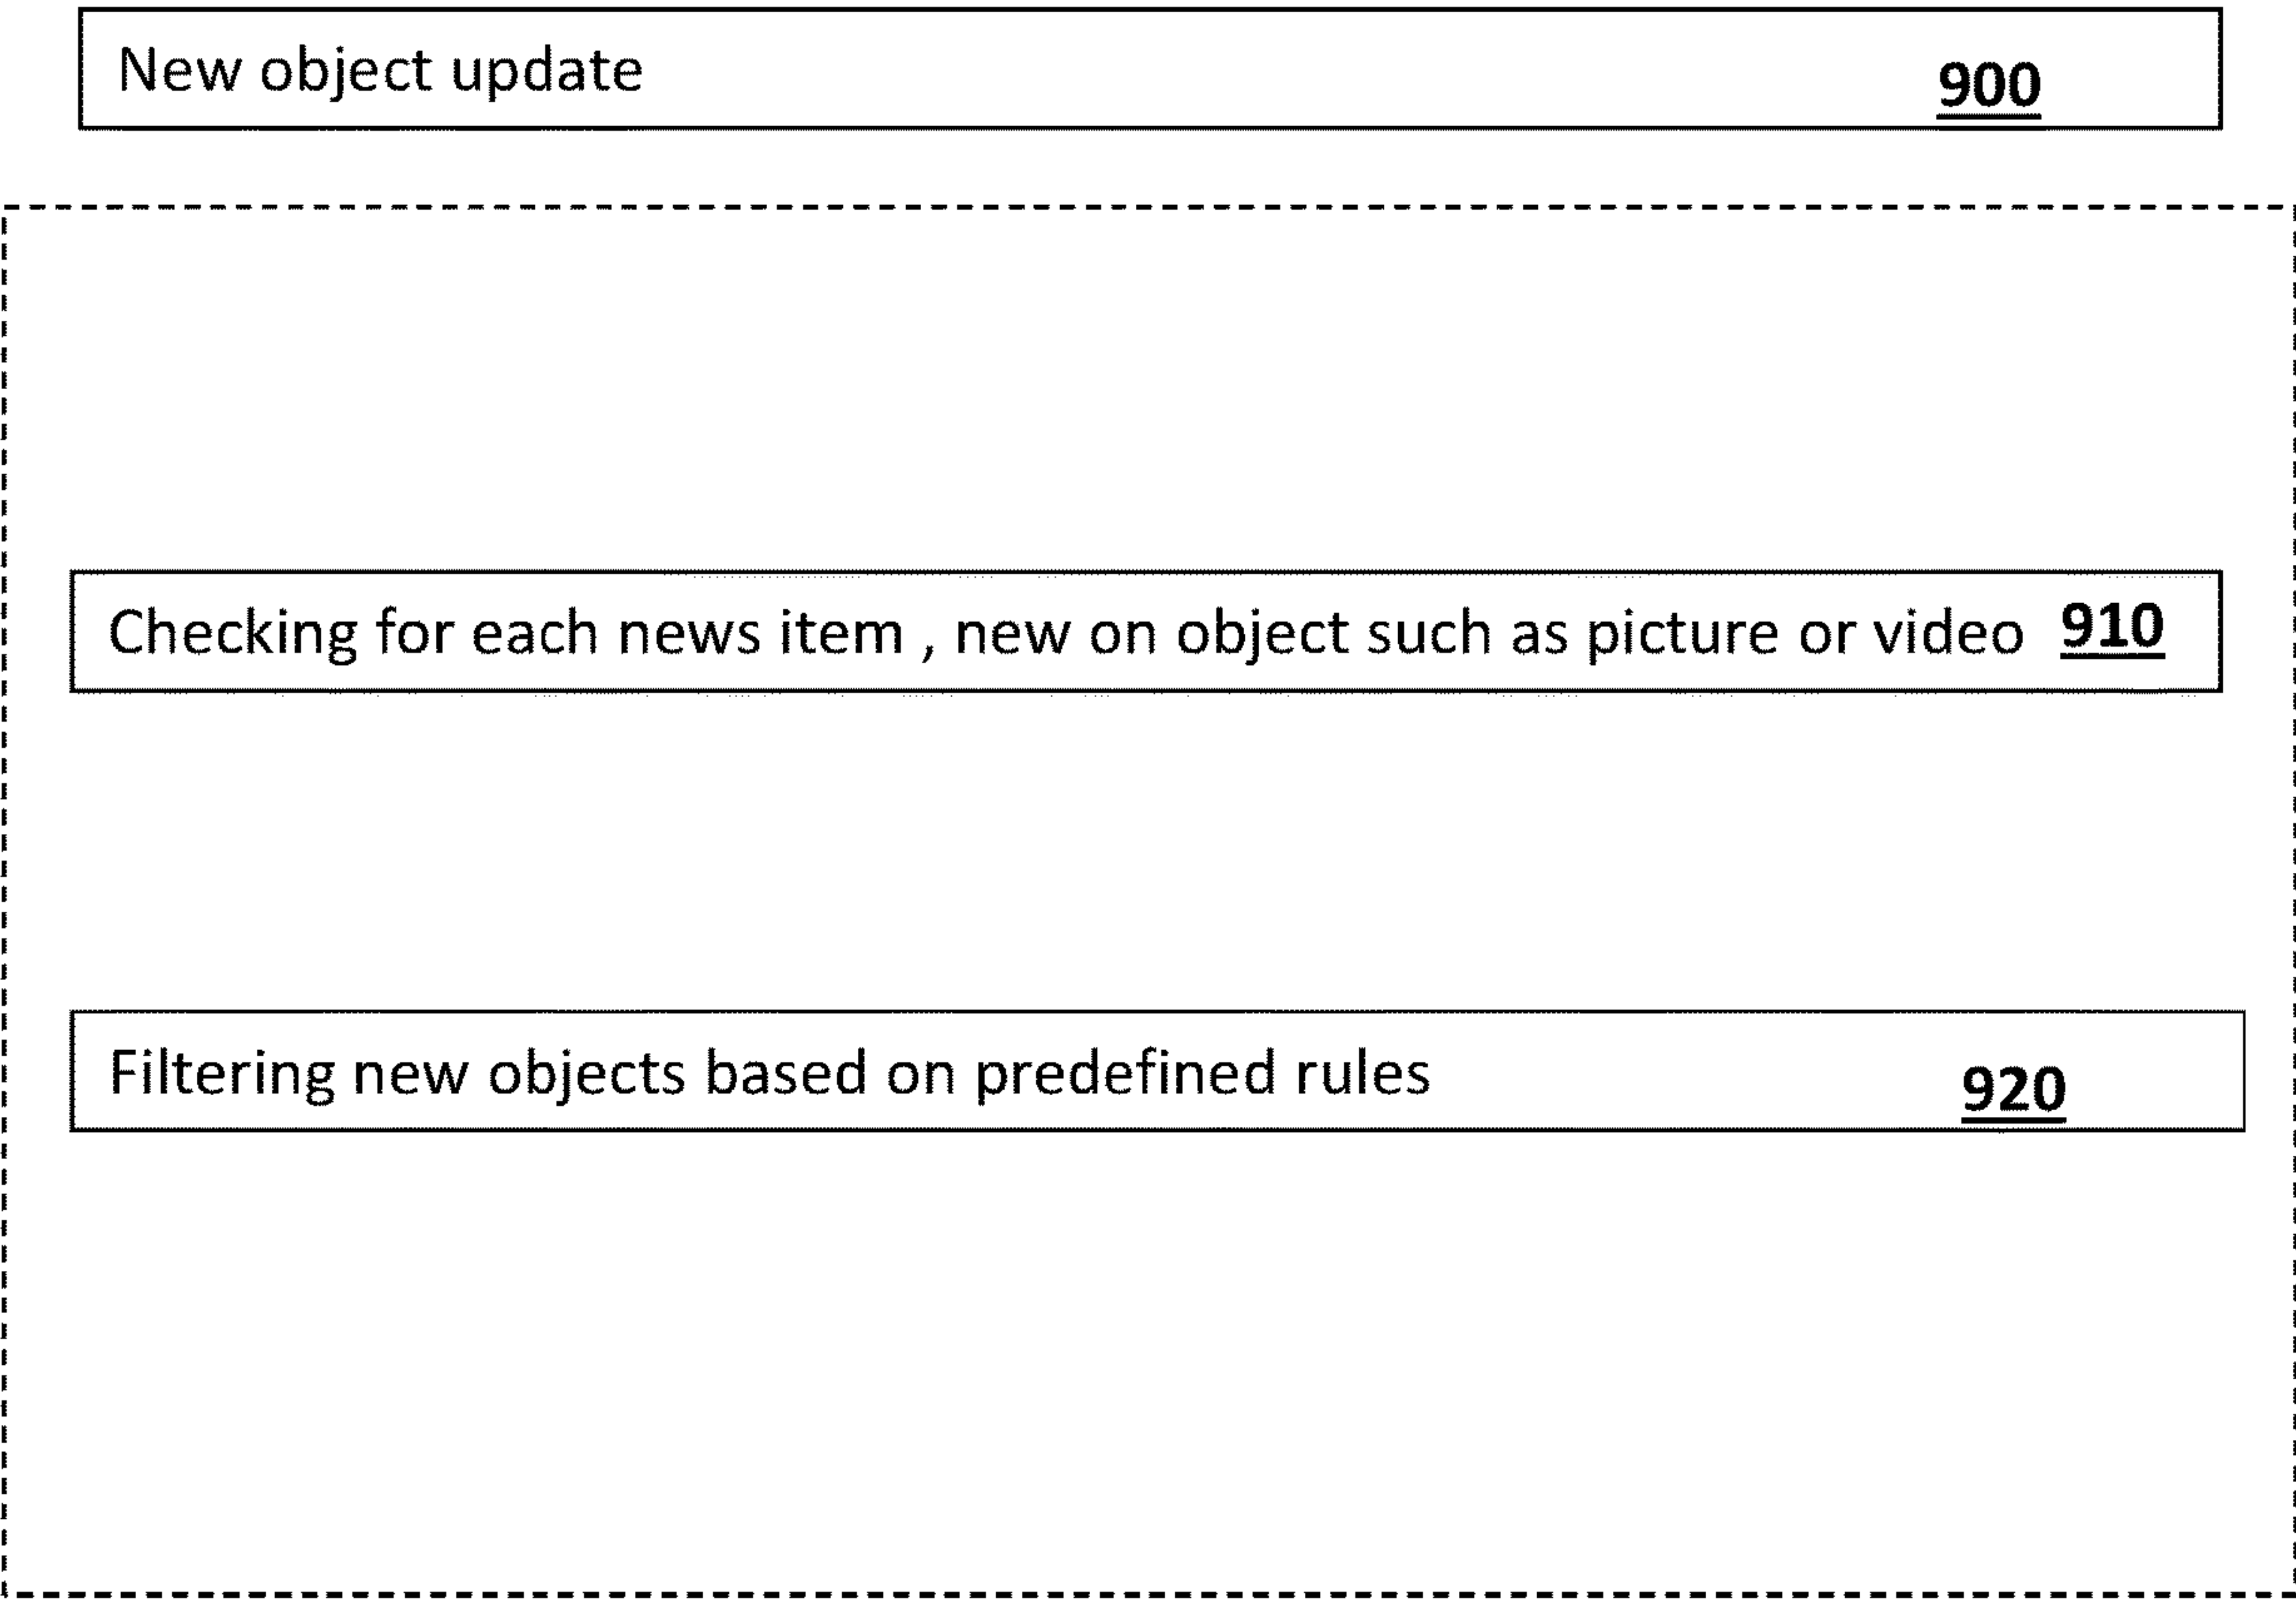 New object update 900
Checking for each news item , new on object such as picture or video 910
Filtering new objects based on predefined rules 920